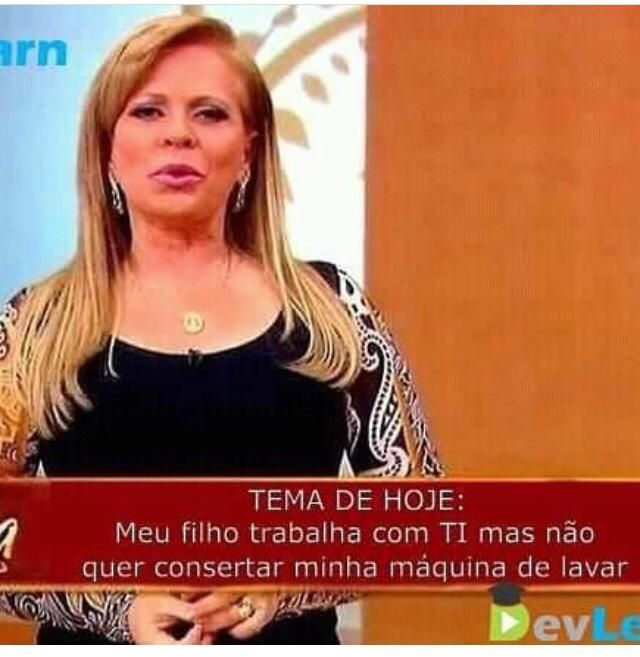 arn
TEMA DE HOJE:
Meu filho trabalha com TI mas não
quer consertar minha máquina de lavar
DevLe